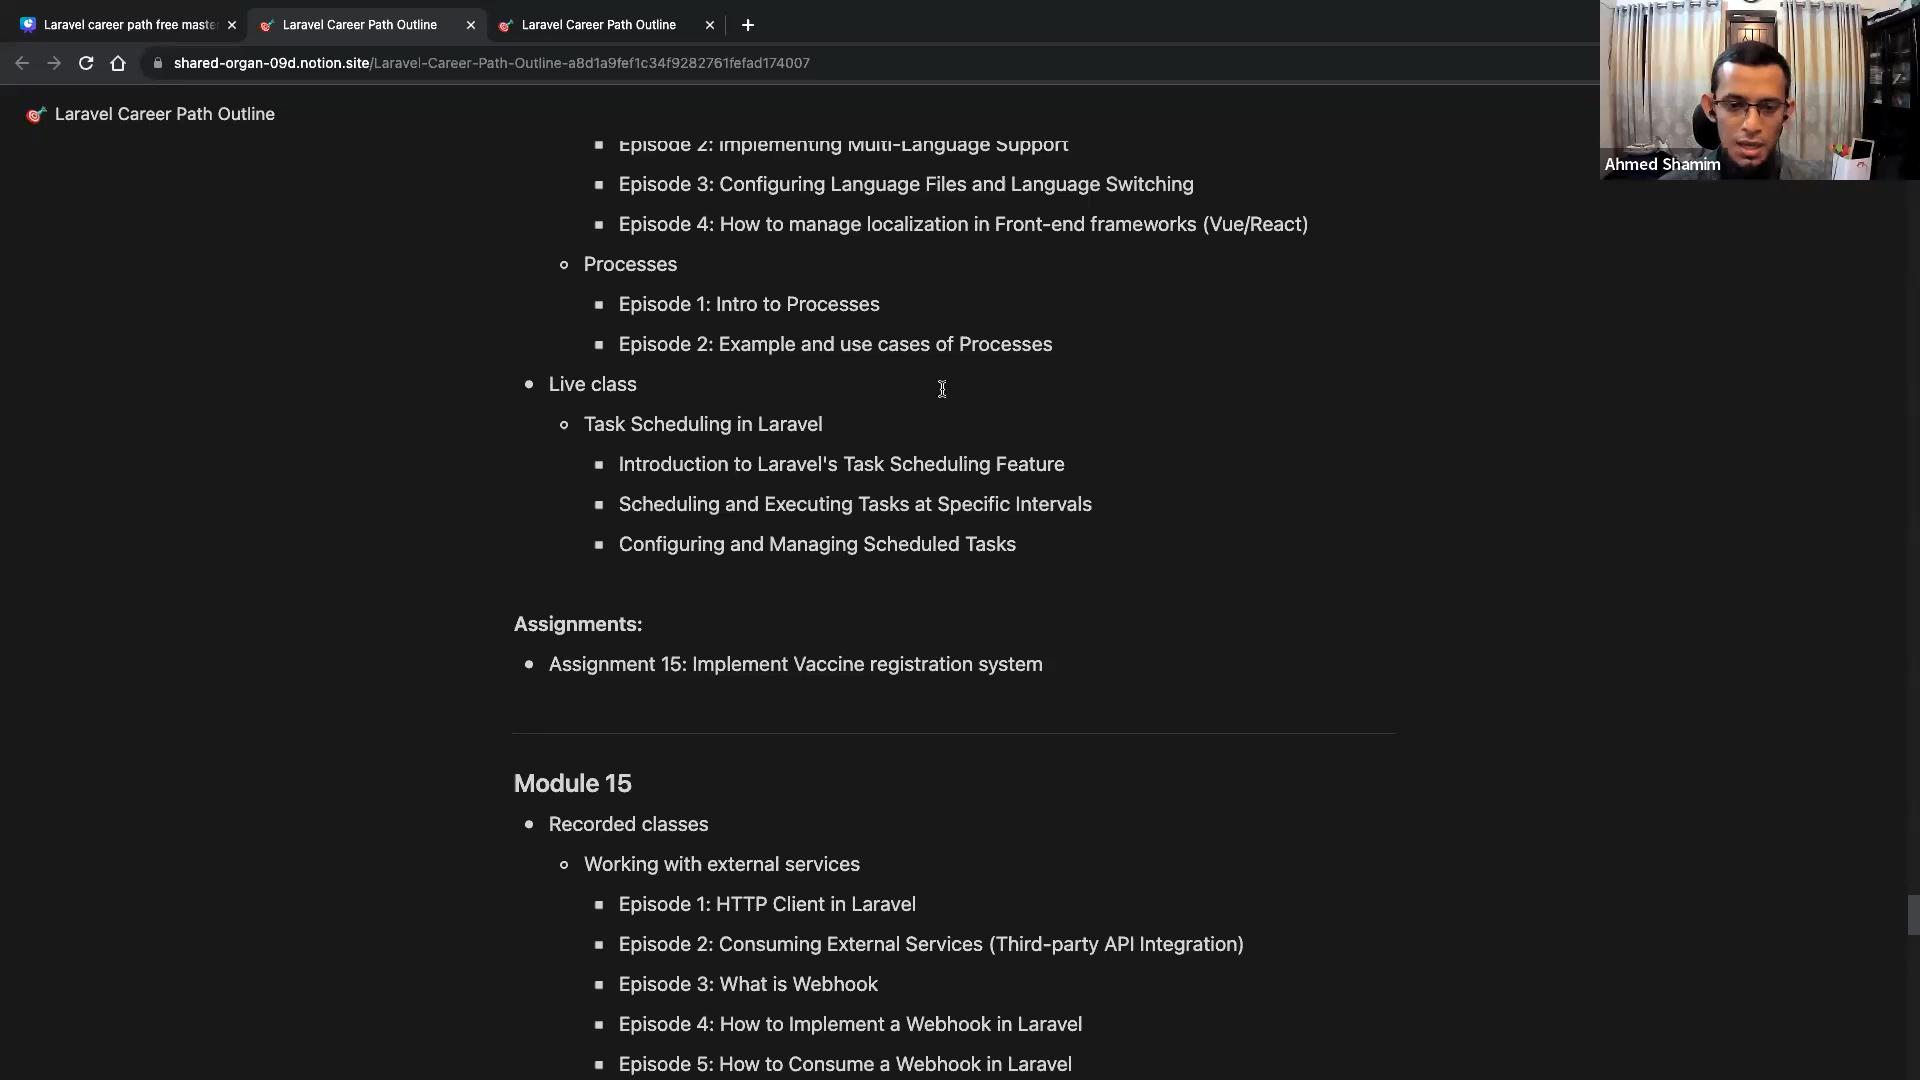 Laravel career path free maste
Laravel Career Path Outline
Laravel Career Path Outline
shared-organ-09d.notion.site/Laravel-Career-Path-Outline-a8d1a9fef1c34f9282761fefad174007
Laravel Career Path Outline
Ahmed Shamim
Episode 2: Implementing Multi-Language Support
Episode 3: Configuring Language Files and Language Switching
Episode 4: How to manage localization in Front-end frameworks (Vue/React)
Processes
Episode 1: Intro to Processes
Episode 2: Example and use cases of Processes
Live class
Task Scheduling in Laravel
Introduction to Laravel's Task Scheduling Feature
Scheduling and Executing Tasks at Specific Intervals
Configuring and Managing Scheduled Tasks
Assignments:
Assignment 15: Implement Vaccine registration system
Module 15
Recorded classes
Working with external services
Episode 1: HTTP Client in Laravel
Episode 2: Consuming External Services (Third-party API Integration)
Episode 3: What is Webhook
Episode 4: How to Implement a Webhook in Laravel
Episode 5: How to Consume a Webhook in Laravel